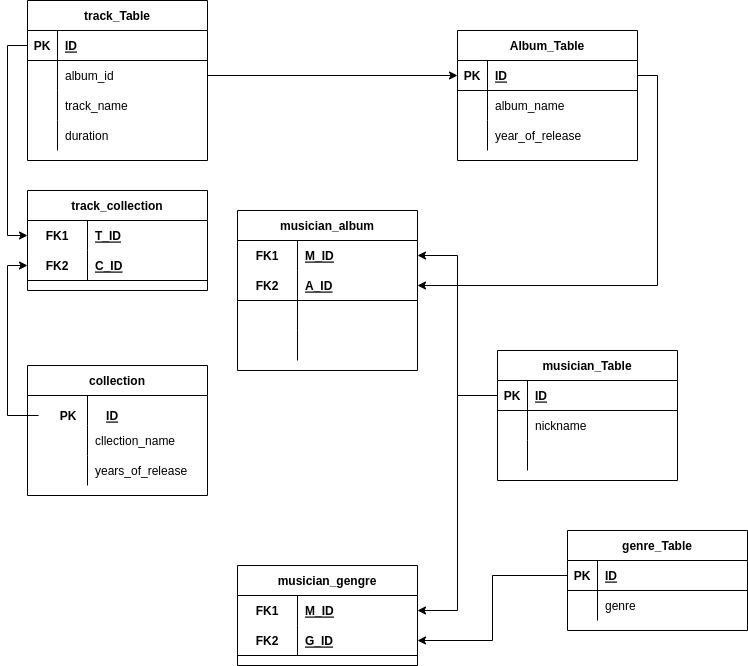 track_Table
PK ID
album_id
track_name
duration
Album_Table
PK ID
album_name
year_of_release
track_collection
FK1 T_ID
FK2 C_ID
musician_album
FK1 M_ID
FK2 A_ID
collection
PK ID
cllection_name
years_of_release
musician_Table
PK ID
nickname
genre_Table
PK ID
genre
musician_gengre
FK1 M_ID
FK2 G_ID